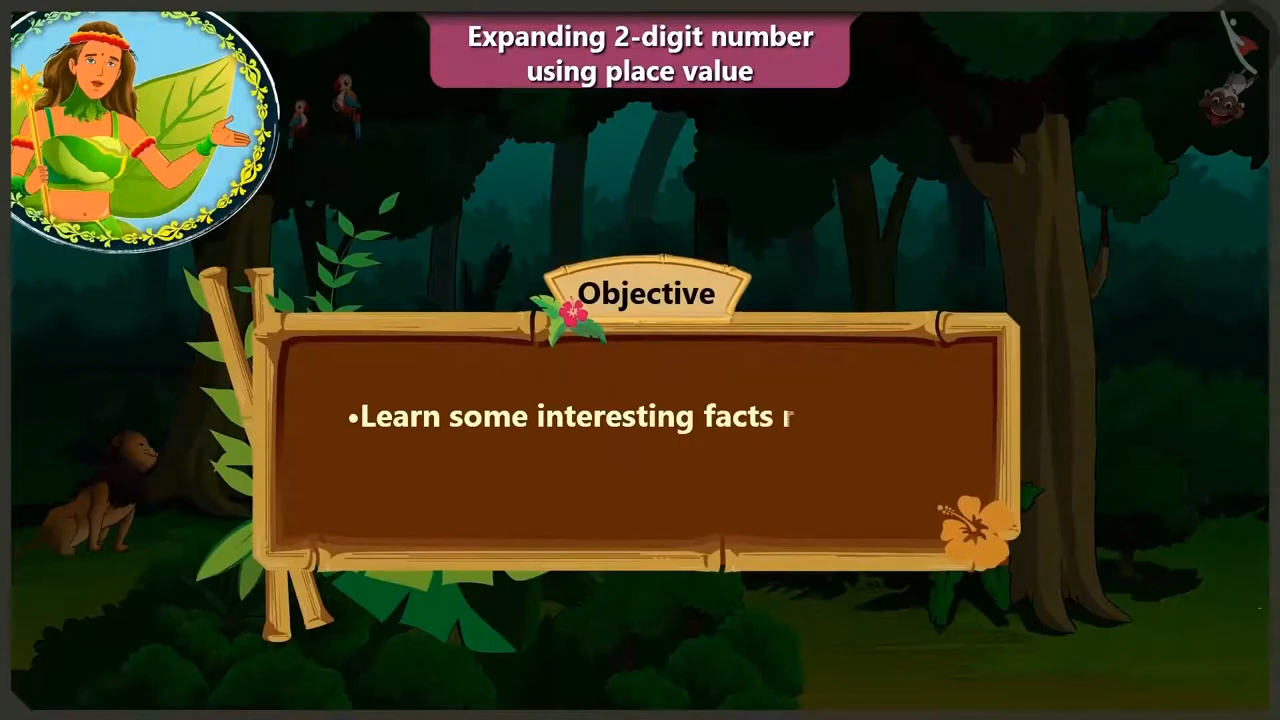 Expanding 2-digit number
using place value
Objective
•Learn some interesting facts